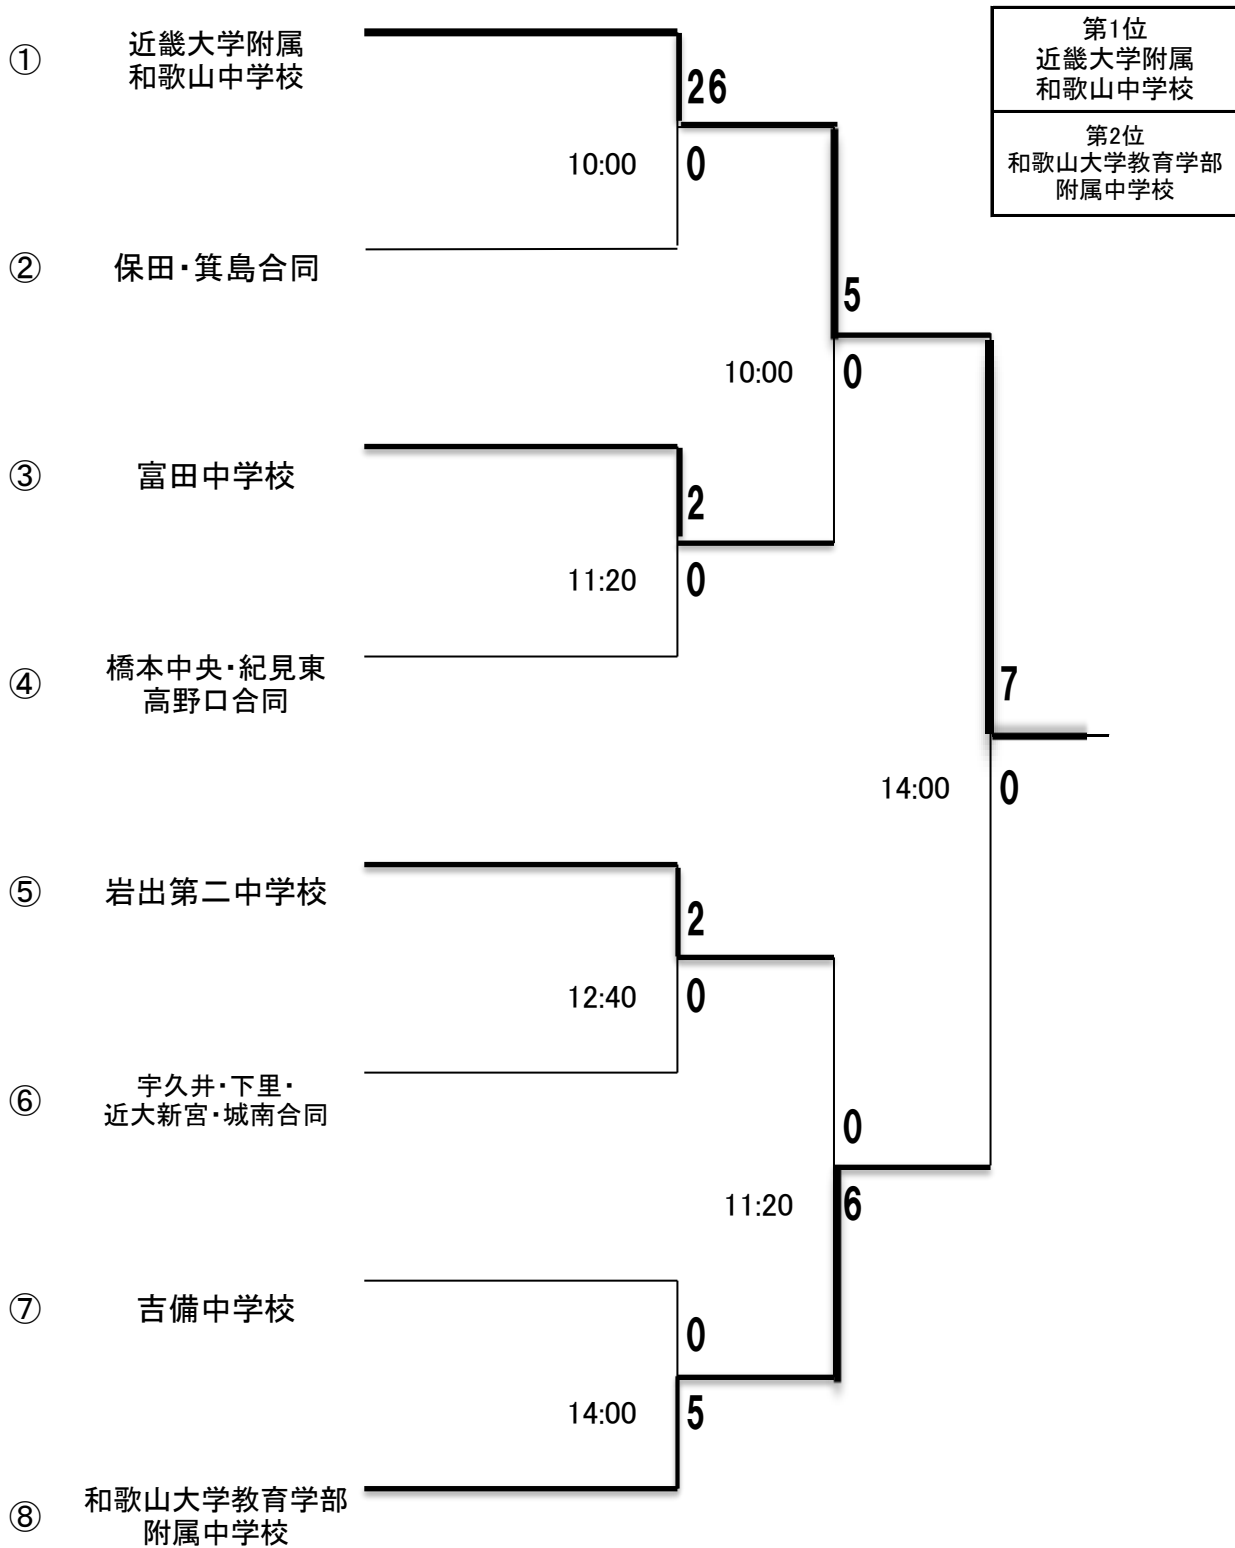 第1位
近畿大学附属
和歌山中学校
第2位
和歌山大学教育学部
附属中学校
①
近畿大学附属
和歌山中学校
26
10:00
0
②
保田・箕島合同
5
10:00
0
③
富田中学校
2
11:20
0
④
橋本中央・紀見東
高野口合同
7
14:00
0
⑤
岩出第二中学校
2
12:40
0
⑥
宇久井・下里・
近大新宮・城南合同
0
11:20
6
⑦
吉備中学校
0
14:00
5
⑧
和歌山大学教育学部
附属中学校